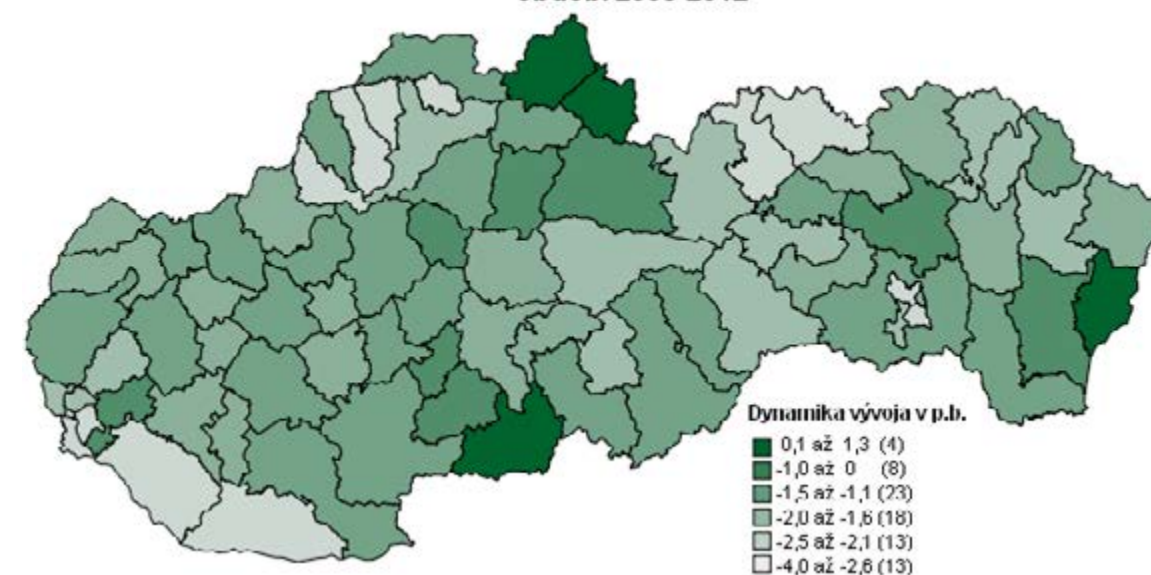 Dynamika vývoja v p.b.
0,1 až 1,3 (4)
-1,0 až 0 (8)
-1,5 až -1,1 (23)
-2,0 až -1,6 (18)
-2,5 až -2,1 (13)
-4,0 až -2,6 (13)